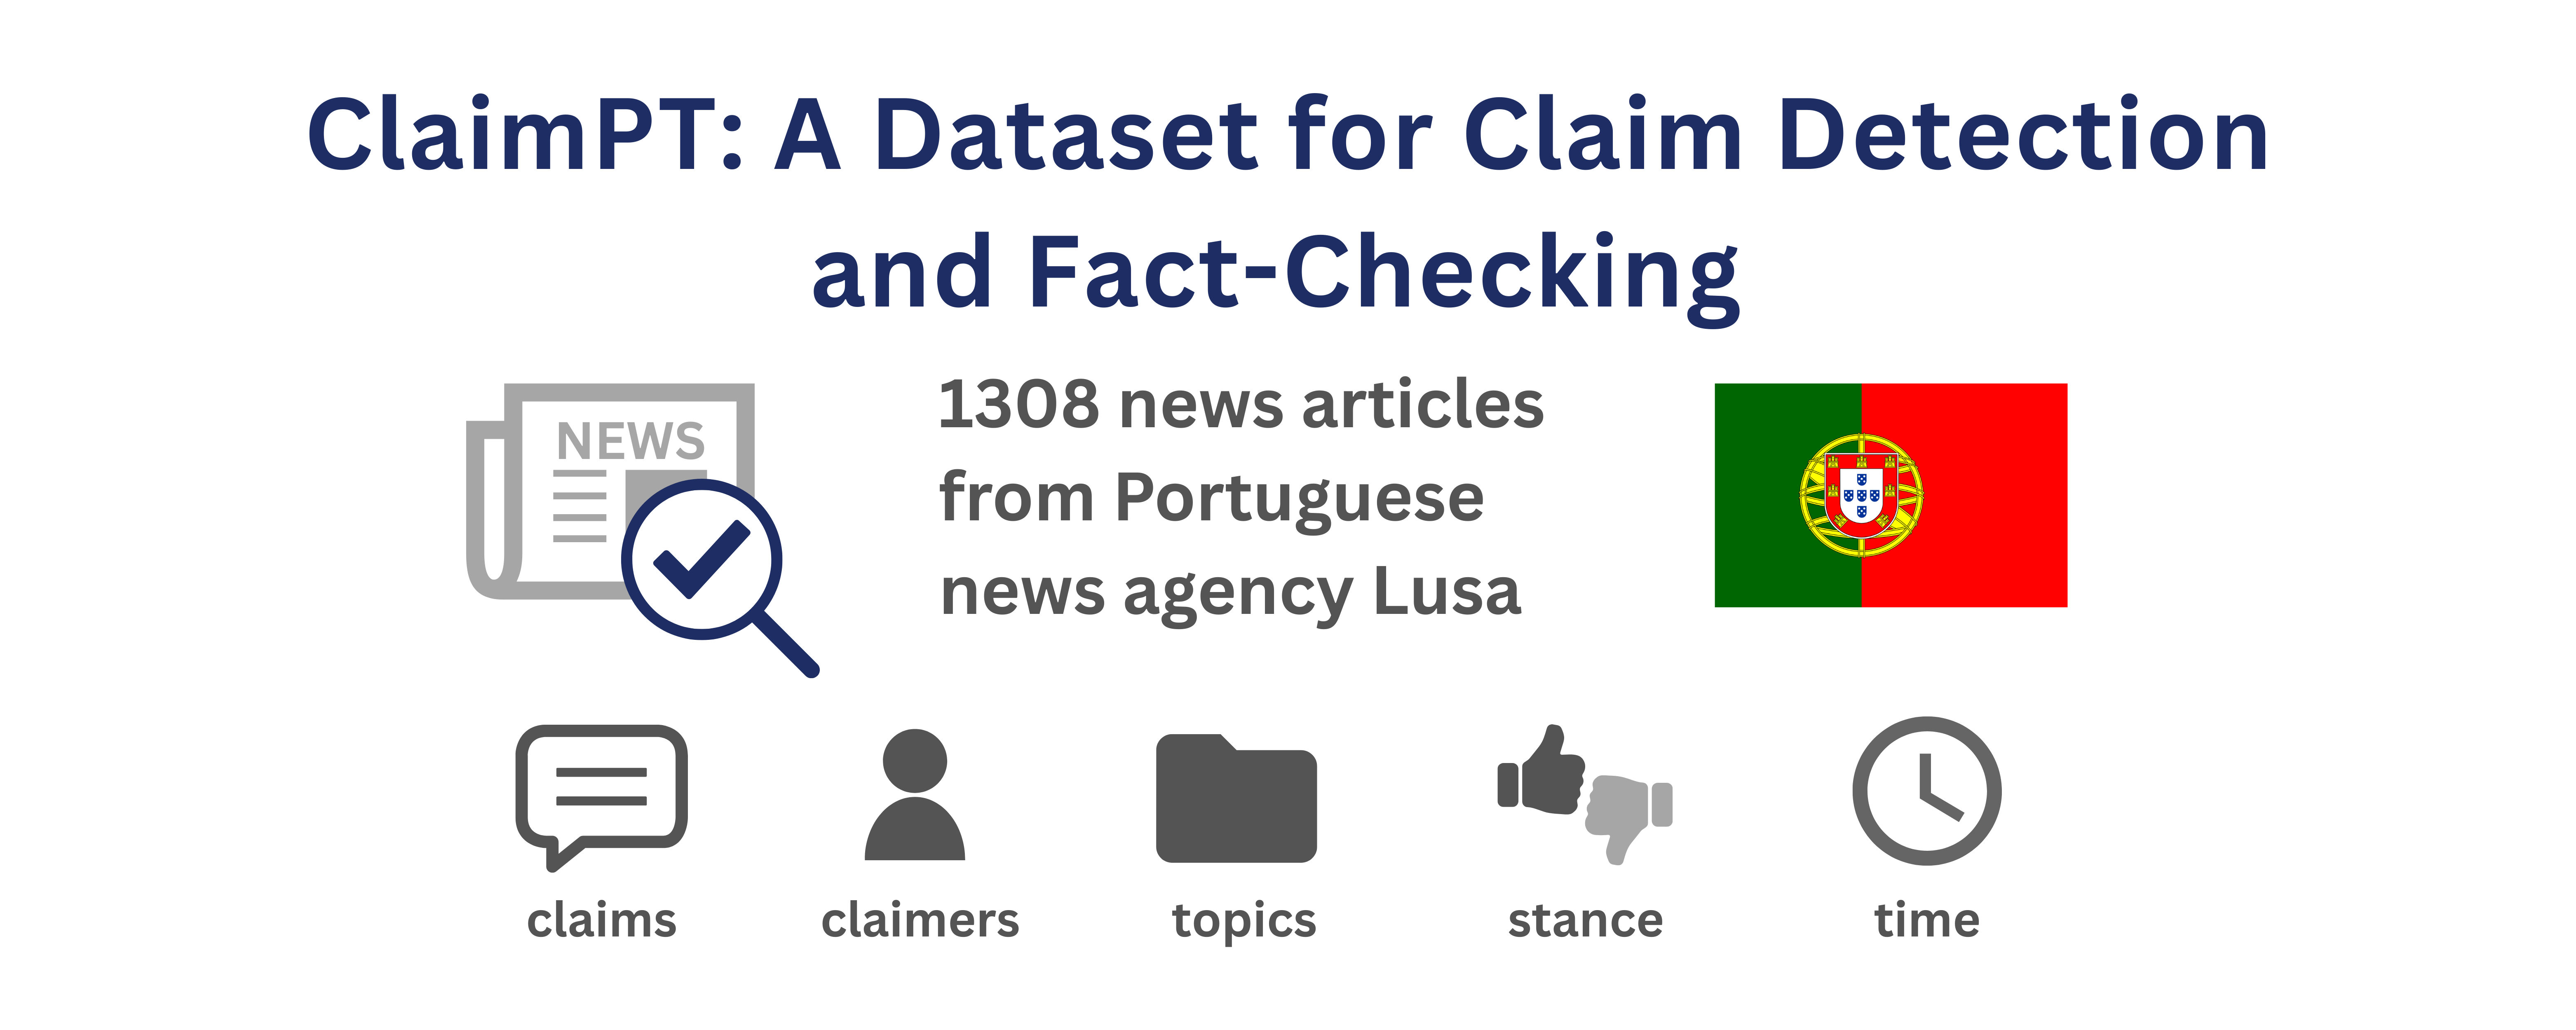 ClaimPT: A Dataset for Claim Detection
and Fact-Checking
NEWS
1308 news articles
from Portuguese
news agency Lusa
claims
claimers
topics
stance
time